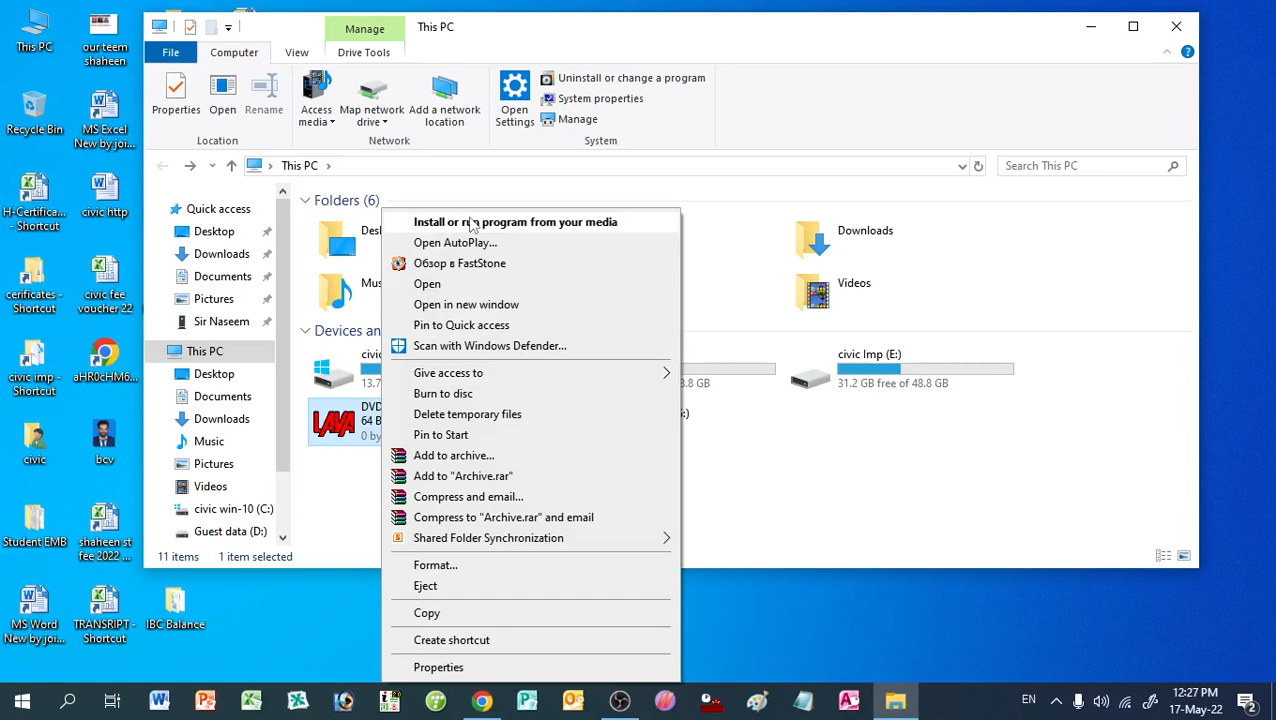 This PC
Manage
This PC
File
Computer
View
Drive Tools
Properties
Open
Rename
Access
media
Map network
drive
Add a network
location
Open
Settings
Uninstall or change a program
System properties
Manage
Location
Network
System
This PC
Search This PC
Quick access
Desktop
Downloads
Documents
Pictures
Sir Naseem
This PC
Desktop
Documents
Downloads
Music
Pictures
Videos
civic win-10 (C:)
Guest data (D:)
Folders (6)
Downloads
Videos
civic Imp (E:)
31.2 GB free of 48.8 GB
LAVA
Install or run program from your media
Open AutoPlay...
Обзор в FastStone
Open
Open in new window
Pin to Quick access
Scan with Windows Defender...
Give access to
Burn to disc
Delete temporary files
Pin to Start
Add to archive...
Add to "Archive.rar"
Compress and email...
Compress to "Archive.rar" and email
Shared Folder Synchronization
Format...
Eject
Copy
Create shortcut
Properties
11 items
1 item selected
our teem
shaheen
Recycle Bin
MS Excel
New by joi...
H-Certifica...
- Shortcut
civic http
cerificates -
Shortcut
civic fee
voucher 22
civic imp -
Shortcut
aHR0cHM6...
civic
bcv
Student EMB
shaheen st
fee 2022 ...
MS Word
New by joi...
TRANSRIPT -
Shortcut
IBC Balance
EN
12:27 PM
17-May-22
2